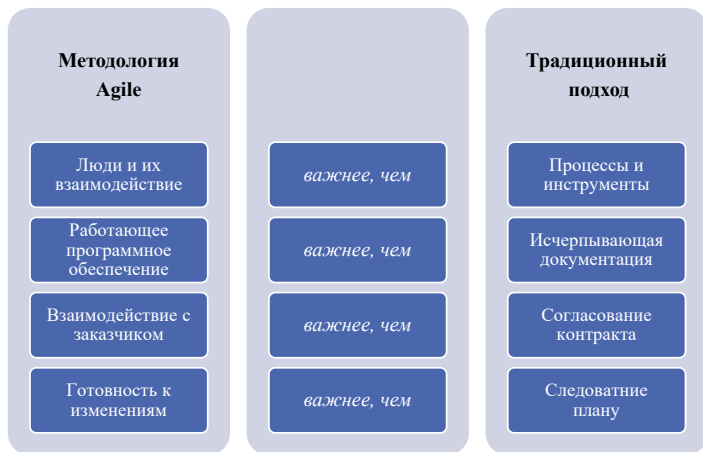 Методология
Agile
Традиционный
подход
Люди и их
взаимодействие
важнее, чем
Процессы и
инструменты
Работающее
программное
обеспечение
важнее, чем
Исчерпывающая
документация
Взаимодействие с
заказчиком
важнее, чем
Согласование
контракта
Готовность к
изменениям
важнее, чем
Следоватние
плану